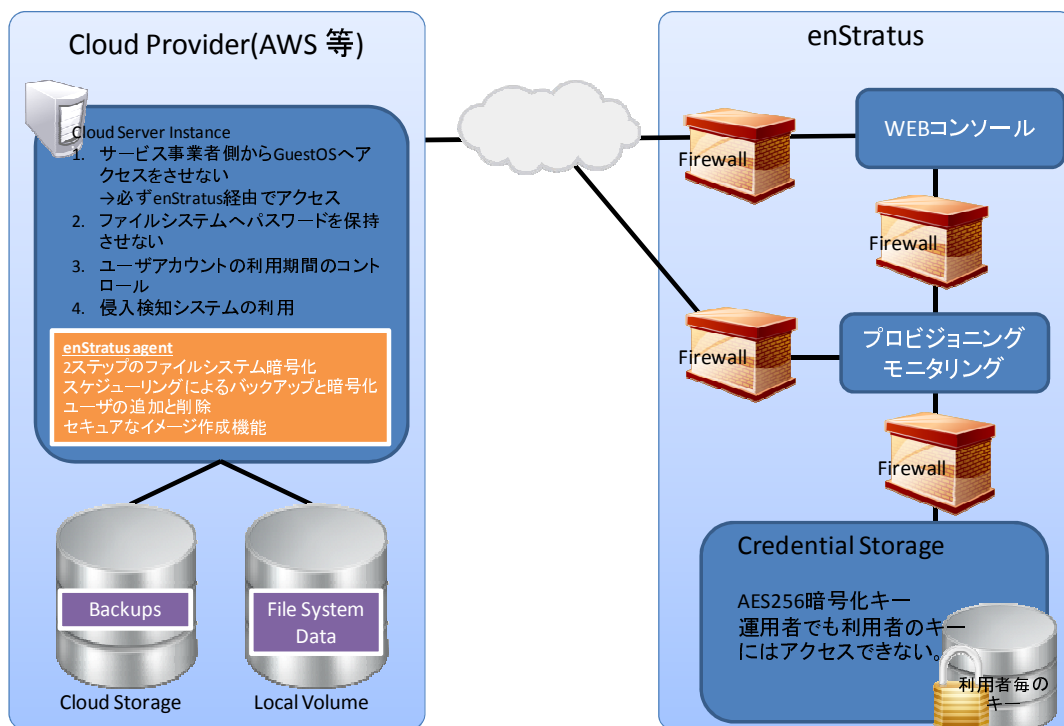 Cloud Provider(AWS 等)
Cloud Server Instance
1. サービス事業者側からGuestOSへア
クセスをさせない
→必ずenStratus経由でアクセス
2. ファイルシステムへパスワードを保持
させない
3. ユーザアカウントの利用期間のコント
ロール
4. 侵入検知システムの利用
enStratus agent
2ステップのファイルシステム暗号化
スケジューリングによるバックアップと暗号化
ユーザの追加と削除
セキュアなイメージ作成機能
Backups
Cloud Storage
File System
Data
Local Volume
enStratus
Firewall
WEBコンソール
Firewall
Firewall
プロビジョニング
モニタリング
Firewall
Credential Storage
AES256暗号化キー
運用者でも利用者のキー
にはアクセスできない。
利用者毎の
キー